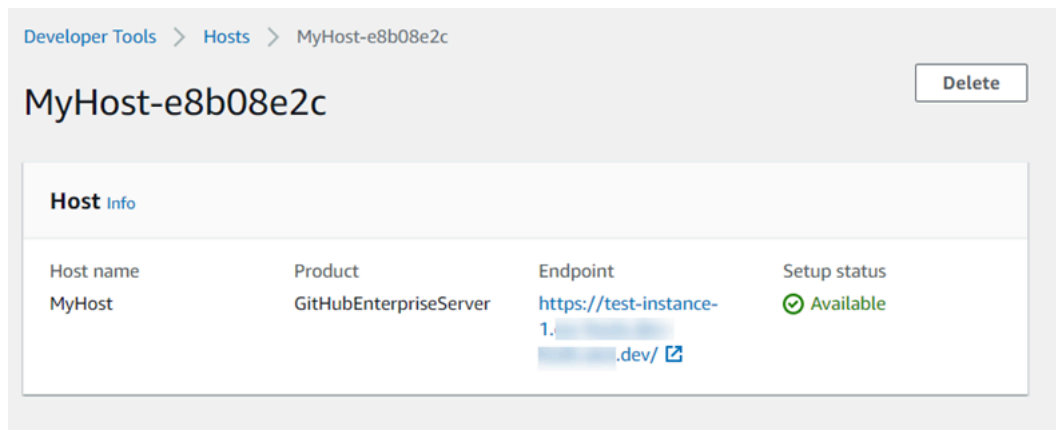 Developer Tools > Hosts > MyHost-e8b08e2c
MyHost-e8b08e2c
Delete
Host Info
Host name Product Endpoint Setup status
MyHost GitHubEnterpriseServer https://test-instance- Available
1.
.dev/